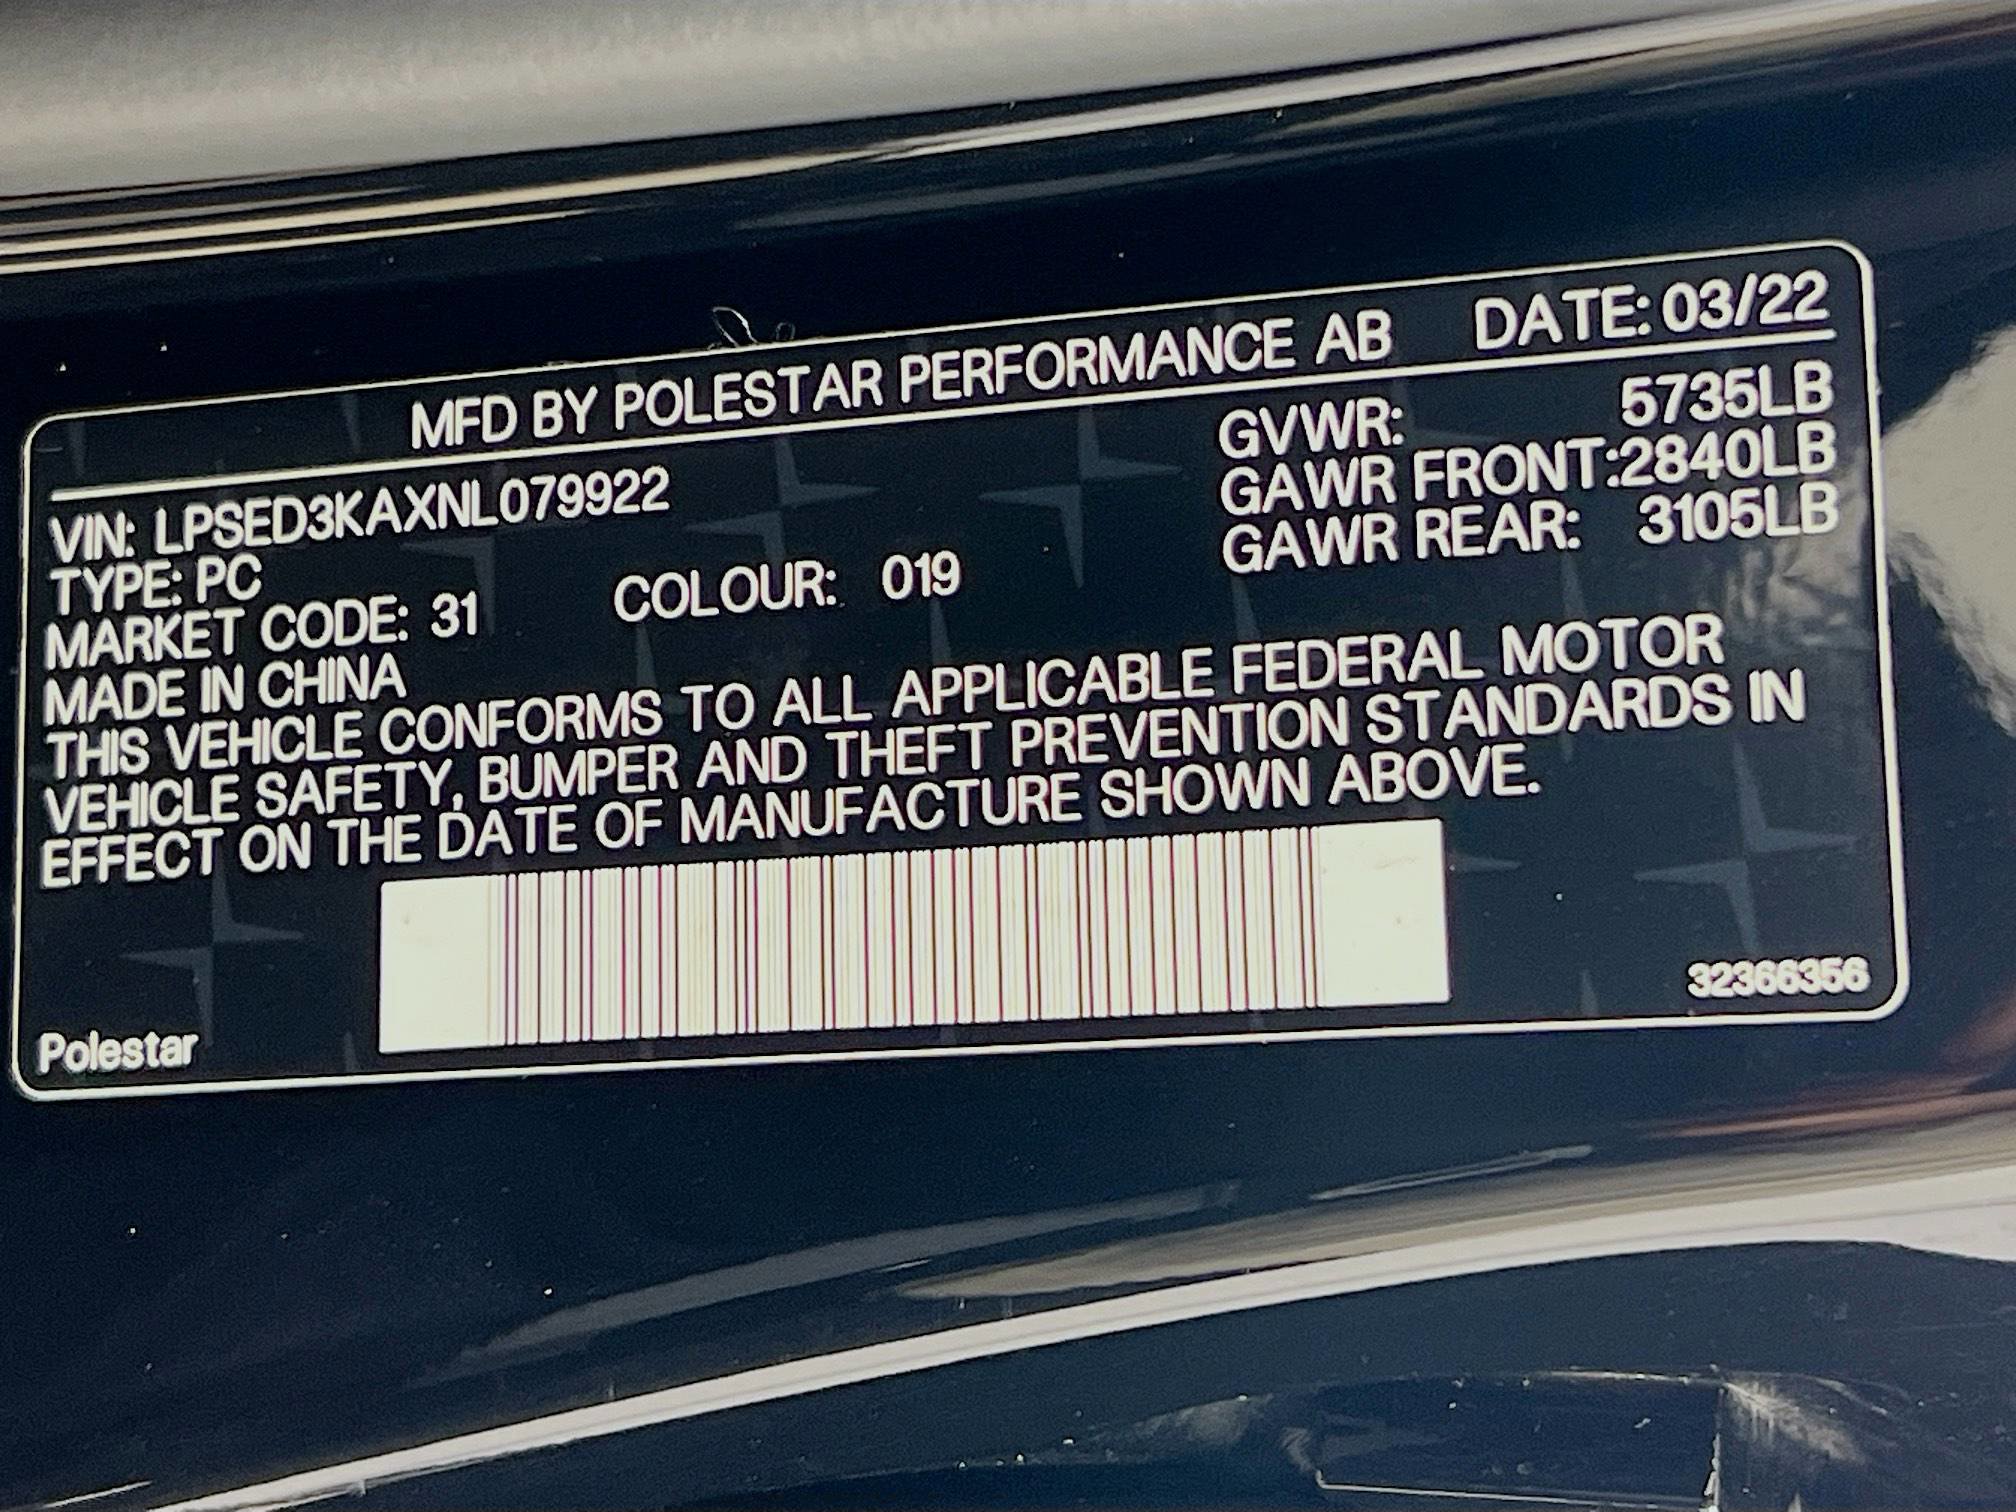 MFD BY POLESTAR PERFORMANCE AB DATE: 03/22
VIN: LPSED3KAXNL079922 GVWR: 5735LB
TYPE: PC GAWR FRONT:2840LB
MARKET CODE: 31 COLOUR: 019 GAWR REAR: 3105LB
MADE IN CHINA
THIS VEHICLE CONFORMS TO ALL APPLICABLE FEDERAL MOTOR
VEHICLE SAFETY, BUMPER AND THEFT PREVENTION STANDARDS IN
EFFECT ON THE DATE OF MANUFACTURE SHOWN ABOVE.
32366356
Polestar